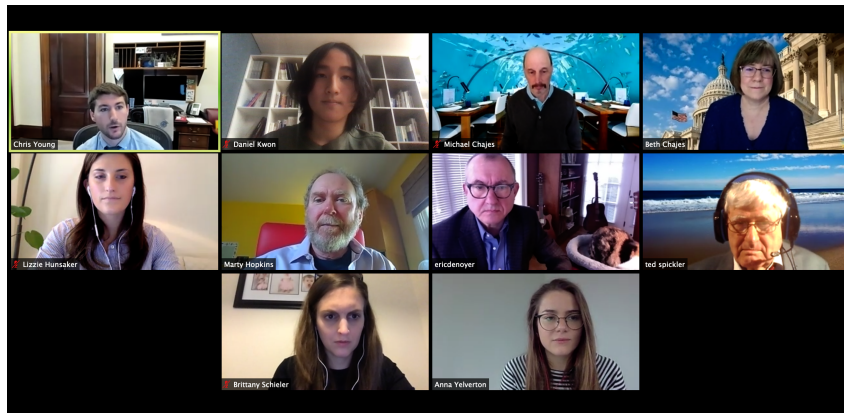 Chris Young
Daniel Kwon
Michael Chajes
Beth Chajes
Lizzie Hunsaker
Marty Hopkins
ericdenoyer
ted spickler
Brittany Schieler
Anna Yelverton